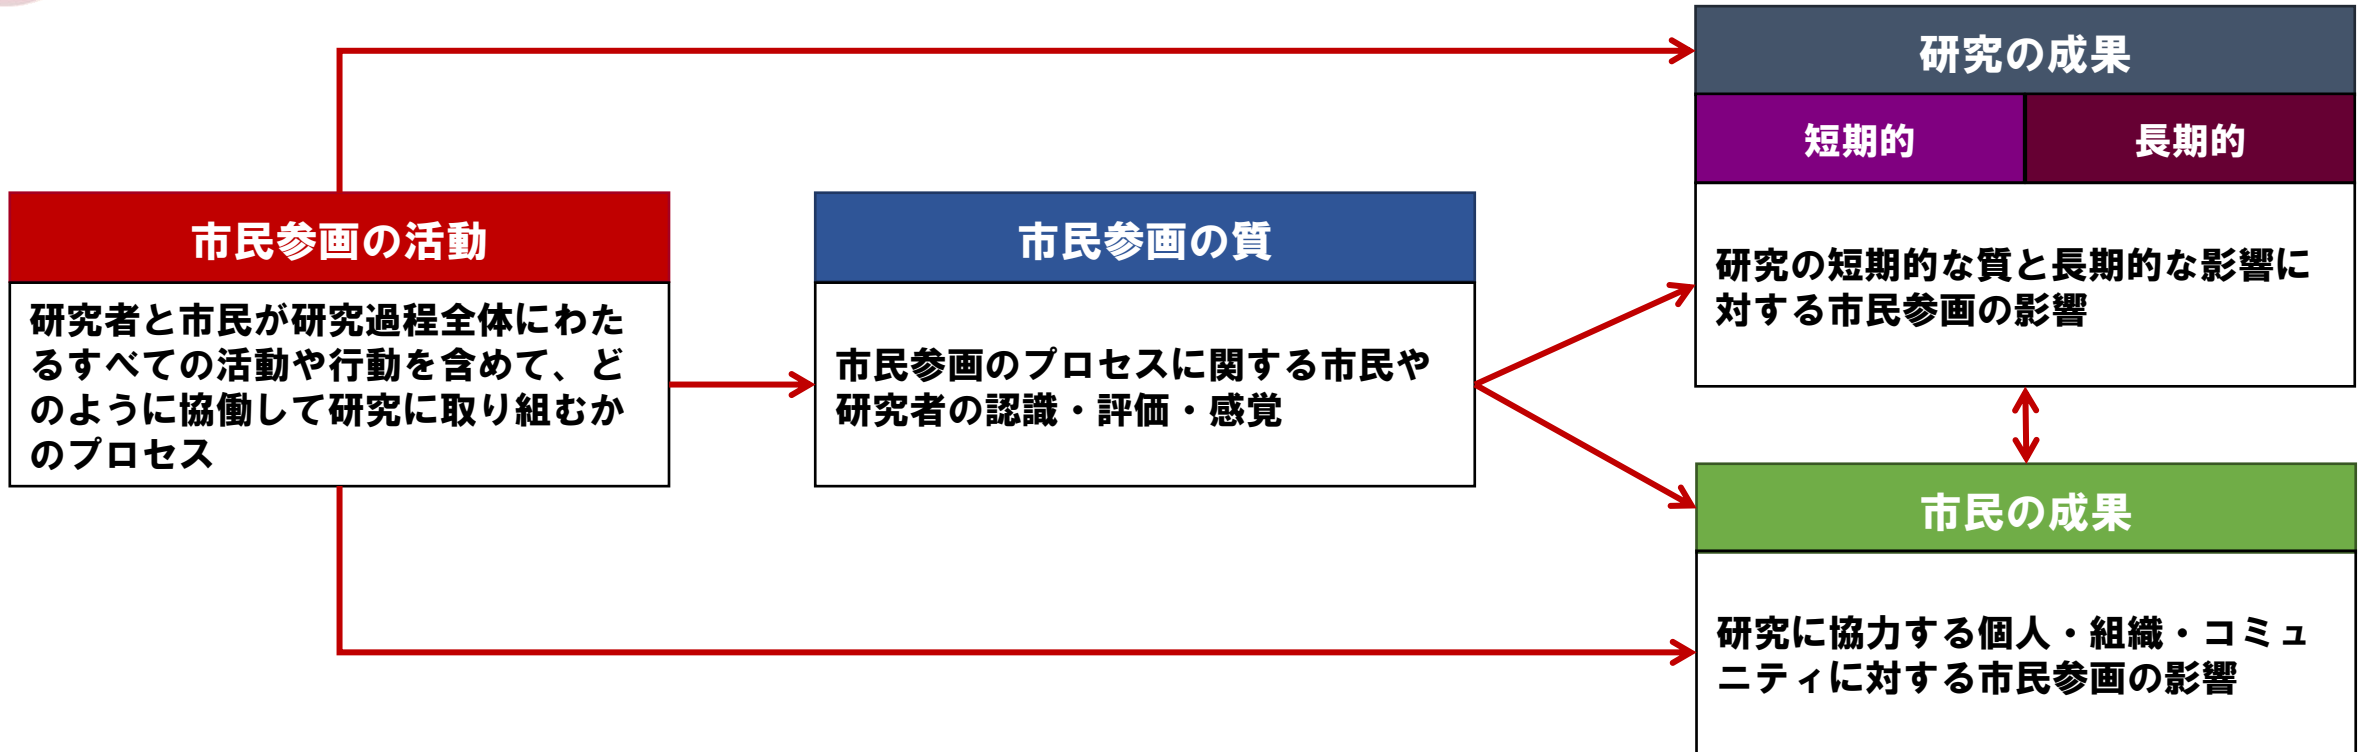 市民参画の活動
研究者と市民が研究過程全体にわた
るすべての活動や行動を含めて、ど
のように協働して研究に取り組むか
のプロセス
市民参画の質
市民参画のプロセスに関する市民や
研究者の認識・評価・感覚
研究の成果
短期的
長期的
研究の短期的な質と長期的な影響に
対する市民参画の影響
市民の成果
研究に協力する個人・組織・コミュ
ニティに対する市民参画の影響